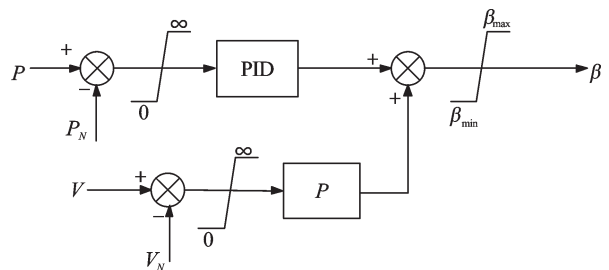 P
+
−
P_N
0
∞
PID
+
+
β_max
β_min
β
V
+
−
V_N
0
∞
P